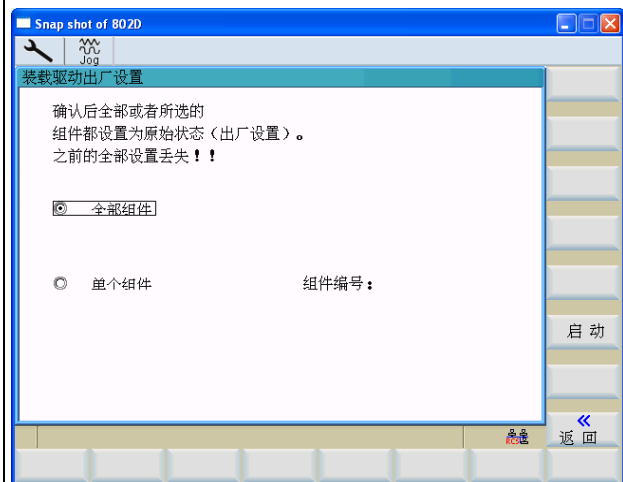 Snap shot of 802D
Jog
装载驱动出厂设置
确认后全部或者所选的
组件都设置为原始状态（出厂设置）。
之前的全部设置丢失！！
全部组件
单个组件 组件编号：
启动
RCS
«
返回